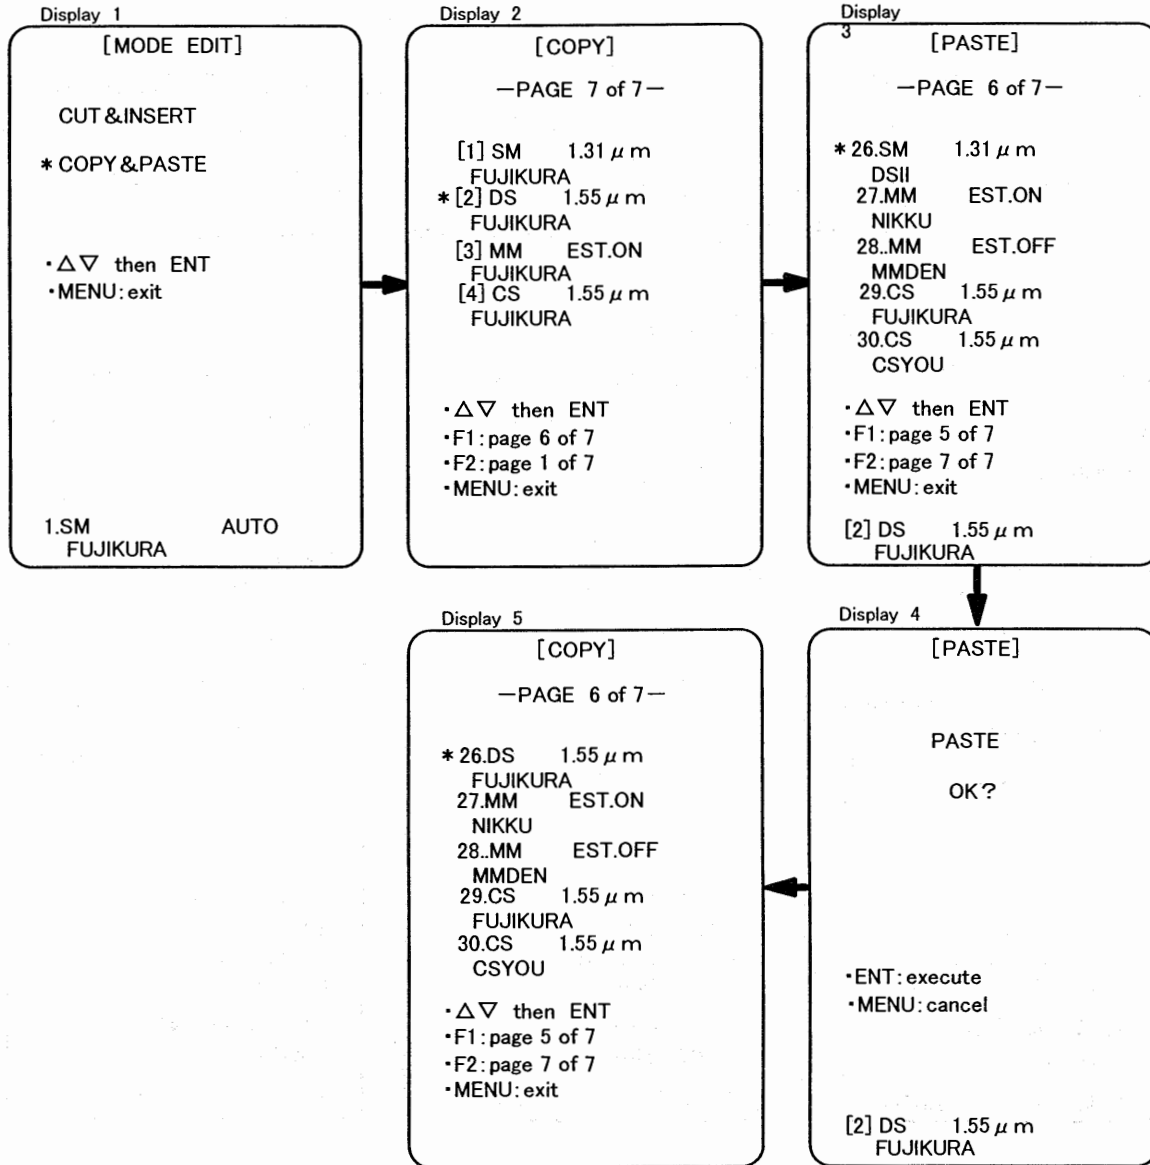 Display 1
[MODE EDIT]
CUT&INSERT
*COPY&PASTE
・△▽ then ENT
・MENU:exit
1.SM AUTO
FUJIKURA
Display 2
[COPY]
—PAGE 7 of 7—
[1] SM 1.31 μm
FUJIKURA
*[2] DS 1.55 μm
FUJIKURA
[3] MM EST.ON
FUJIKURA
[4] CS 1.55 μm
FUJIKURA
・△▽ then ENT
・F1:page 6 of 7
・F2:page 1 of 7
・MENU:exit
Display
3
[PASTE]
—PAGE 6 of 7—
*26.SM 1.31 μm
DSII
27.MM EST.ON
NIKKU
28..MM EST.OFF
MMDEN
29.CS 1.55 μm
FUJIKURA
30.CS 1.55 μm
CSYOU
・△▽ then ENT
・F1:page 5 of 7
・F2:page 7 of 7
・MENU:exit
[2] DS 1.55 μm
FUJIKURA
Display 4
[PASTE]
PASTE
OK?
・ENT:execute
・MENU:cancel
[2] DS 1.55 μm
FUJIKURA
Display 5
[COPY]
—PAGE 6 of 7—
*26.DS 1.55 μm
FUJIKURA
27.MM EST.ON
NIKKU
28..MM EST.OFF
MMDEN
29.CS 1.55 μm
FUJIKURA
30.CS 1.55 μm
CSYOU
・△▽ then ENT
・F1:page 5 of 7
・F2:page 7 of 7
・MENU:exit